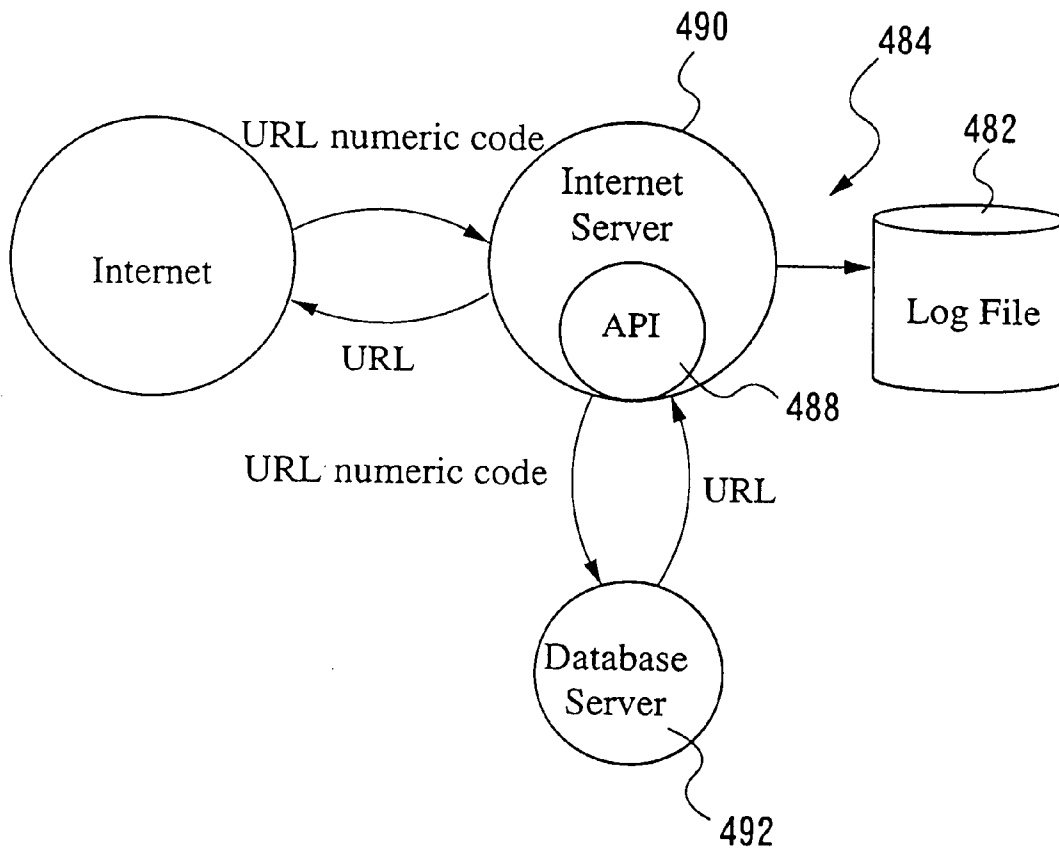 490
484
URL numeric code
482
Internet
Server
Internet
API
Log File
URL
488
URL numeric code
URL
Database
Server
492